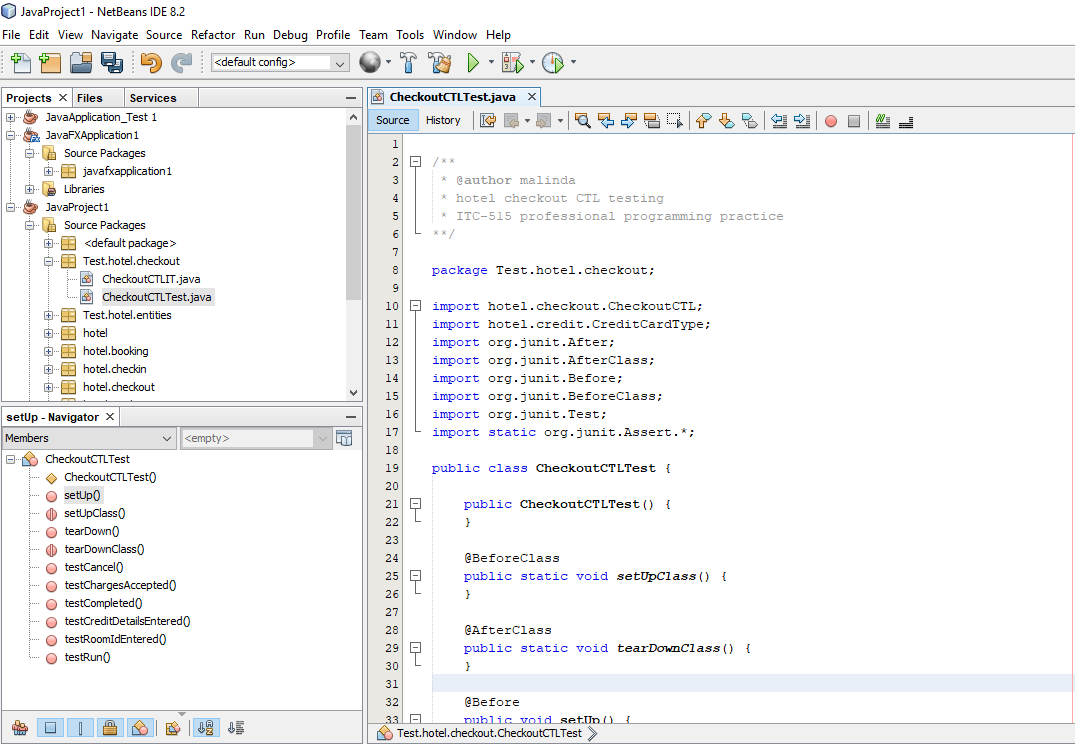 JavaProject1 - NetBeans IDE 8.2
File Edit View Navigate Source Refactor Run Debug Profile Team Tools Window Help
<default config>
Projects Files Services
JavaApplication_Test 1
JavaFXApplication1
Source Packages
javafxapplication1
Libraries
JavaProject1
Source Packages
<default package>
Test.hotel.checkout
CheckoutCTLIT.java
CheckoutCTLTest.java
Test.hotel.entities
hotel
hotel.booking
hotel.checkin
hotel.checkout
setUp - Navigator
Members <empty>
CheckoutCTLTest
CheckoutCTLTest()
setUp()
setUpClass()
tearDown()
tearDownClass()
testCancel()
testChargesAccepted()
testCompleted()
testCreditDetailsEntered()
testRoomIdEntered()
testRun()
CheckoutCTLTest.java
Source History
1
2 /**
3 * @author malinda
4 * hotel checkout CTL testing
5 * ITC-515 professional programming practice
6 **/
7
8 package Test.hotel.checkout;
9
10 import hotel.checkout.CheckoutCTL;
11 import hotel.credit.CreditCardType;
12 import org.junit.After;
13 import org.junit.AfterClass;
14 import org.junit.Before;
15 import org.junit.BeforeClass;
16 import org.junit.Test;
17 import static org.junit.Assert.*;
18
19 public class CheckoutCTLTest {
20
21 public CheckoutCTLTest() {
22 }
23
24 @BeforeClass
25 public static void setUpClass() {
26 }
27
28 @AfterClass
29 public static void tearDownClass() {
30 }
31
32 @Before
33 public void setUp() {
Test.hotel.checkout.CheckoutCTLTest